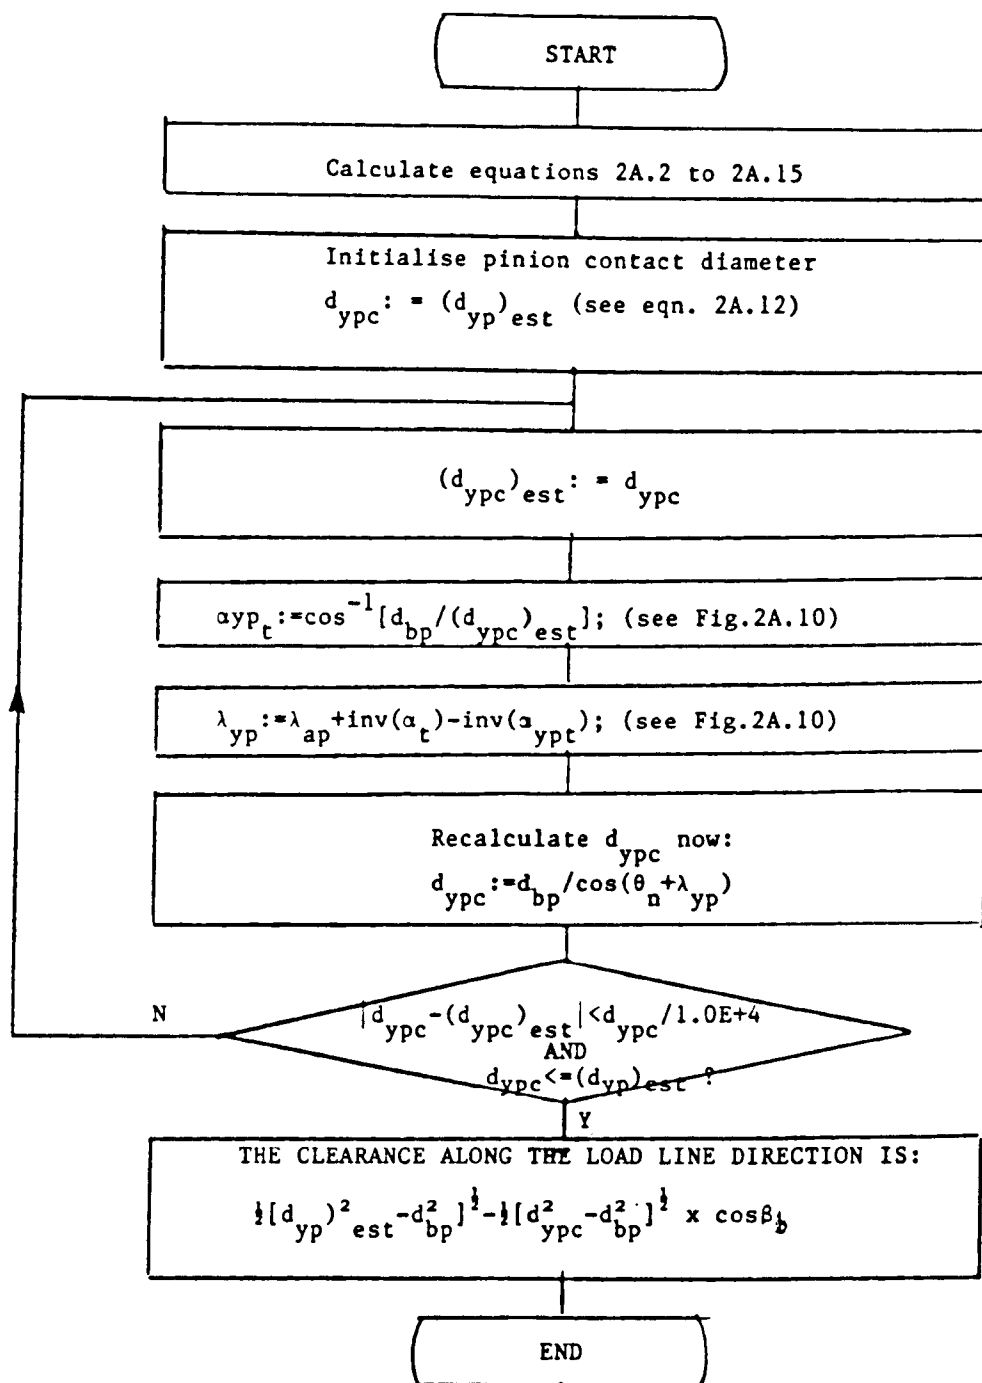 START
Calculate equations 2A.2 to 2A.15
Initialise pinion contact diameter
d_ypc: = (d_yp)_est (see eqn. 2A.12)
(d_ypc)_est: = d_ypc
αyp_t:=cos^-1[d_bp/(d_ypc)_est]; (see Fig.2A.10)
λ_yp:=λ_ap+inv(α_t)-inv(α_ypt); (see Fig.2A.10)
Recalculate d_ypc now:
d_ypc:=d_bp/cos(θ_n+λ_yp)
N
|d_ypc-(d_ypc)_est|<d_ypc/1.0E+4
AND
d_ypc<=(d_yp)_est ?
Y
THE CLEARANCE ALONG THE LOAD LINE DIRECTION IS:
½[d_yp)²_est-d²_bp]^½-½[d²_ypc-d²_bp]^½ x cosβ_b
END